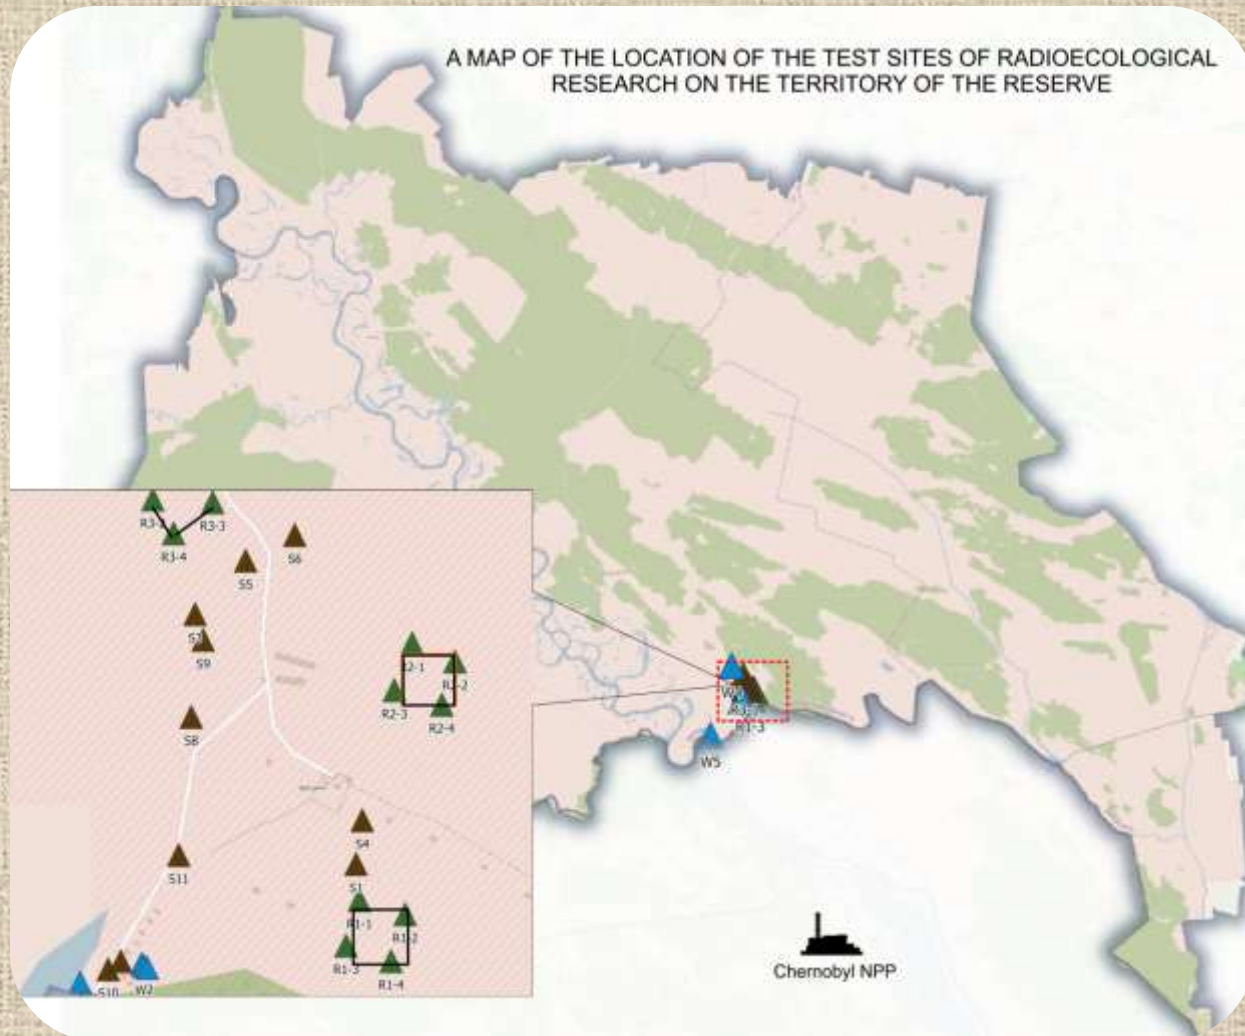 A MAP OF THE LOCATION OF THE TEST SITES OF RADIOECOLOGICAL
RESEARCH ON THE TERRITORY OF THE RESERVE
R3-3
R3-4
S6
S5
S9
R2-3
R2-4
S8
S4
S11
S1
R1-1
R1-2
R1-3
R1-4
S10
W2
R1-3
W5
Chernobyl NPP